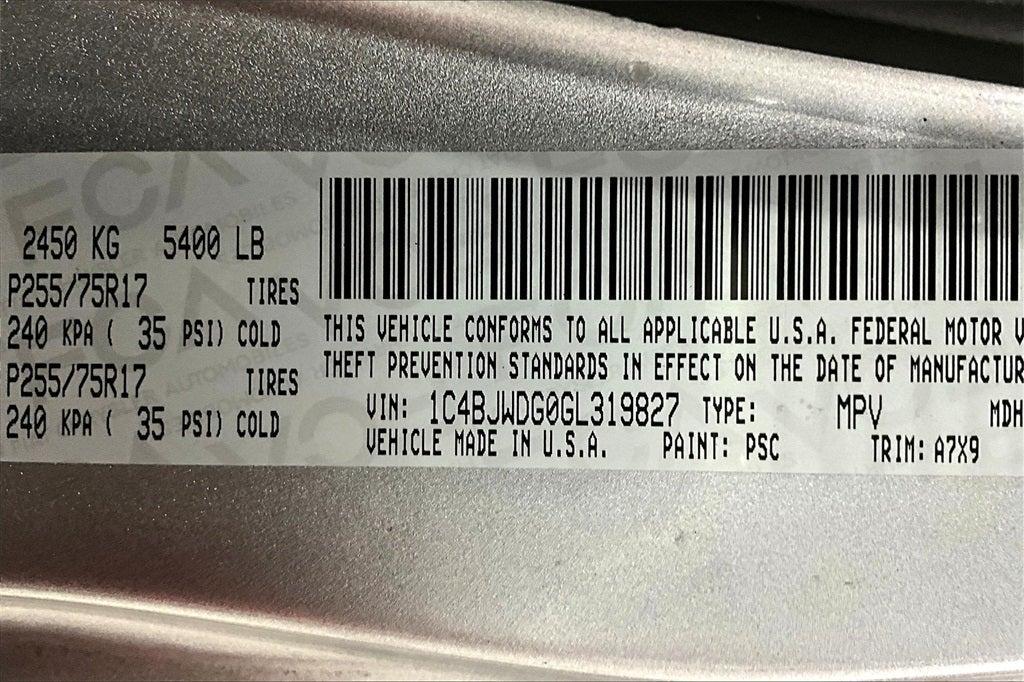 2450 KG 5400 LB
P255/75R17 TIRES
240 KPA ( 35 PSI) COLD
P255/75R17 TIRES
240 KPA ( 35 PSI) COLD
THIS VEHICLE CONFORMS TO ALL APPLICABLE U.S.A. FEDERAL MOTOR V
THEFT PREVENTION STANDARDS IN EFFECT ON THE DATE OF MANUFACTUR
VIN: 1C4BJWDG0GL319827 TYPE: MPV MDH
VEHICLE MADE IN U.S.A. PAINT: PSC TRIM: A7X9